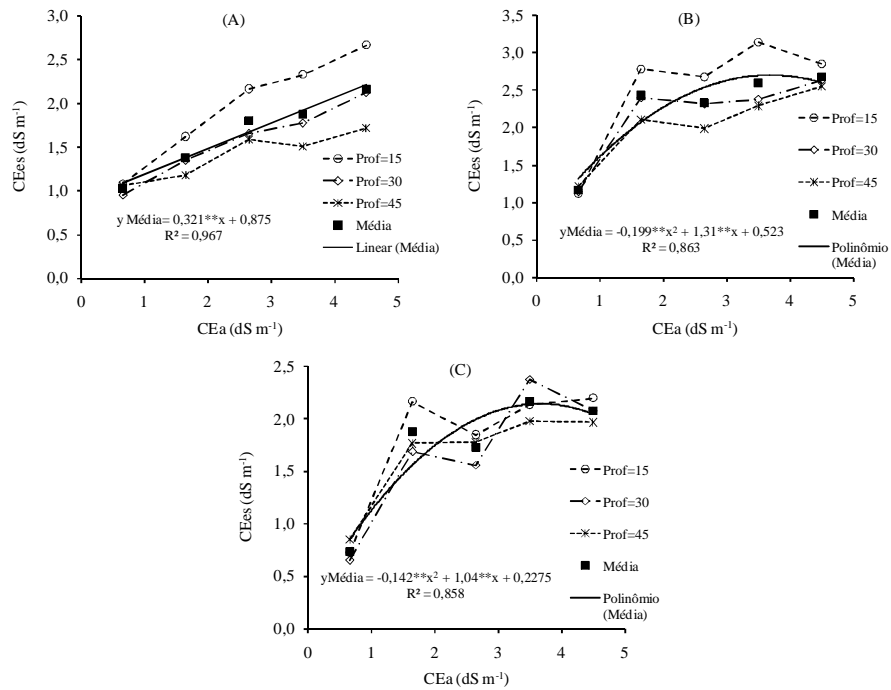 (A)
3,0
2,5
2,0
1,5
1,0
0,5
0,0
CEes (dS m⁻¹)
Prof=15
Prof=30
Prof=45
Média
Linear (Média)
y Média= 0,321**x + 0,875
R² = 0,967
0 1 2 3 4 5
CEa (dS m⁻¹)
(B)
3,5
3,0
2,5
2,0
1,5
1,0
0,5
0,0
CEes (dS m⁻¹)
Prof=15
Prof=30
Prof=45
Média
Polinômio
(Média)
yMédia = -0,199**x² + 1,31**x + 0,523
R² = 0,863
0 1 2 3 4 5
CEa (dS m⁻¹)
(C)
2,5
2,0
1,5
1,0
0,5
0,0
CEes (dS m⁻¹)
Prof=15
Prof=30
Prof=45
Média
Polinômio
(Média)
yMédia = -0,142**x² + 1,04**x + 0,2275
R² = 0,858
0 1 2 3 4 5
CEa (dS m⁻¹)